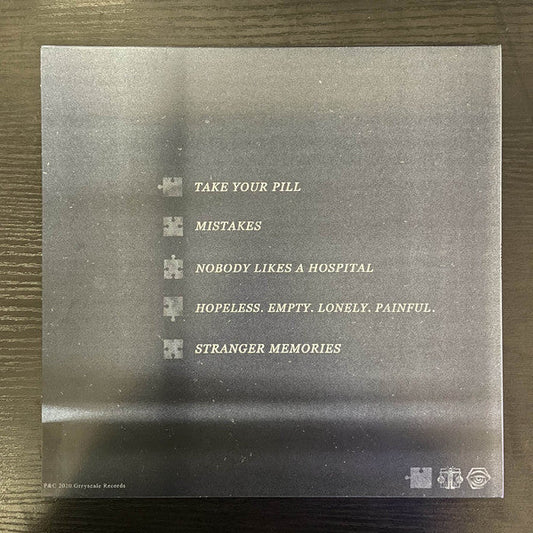 TAKE YOUR PILL
MISTAKES
NOBODY LIKES A HOSPITAL
HOPELESS. EMPTY. LONELY. PAINFUL.
STRANGER MEMORIES
P&C 2020 Greyscale Records